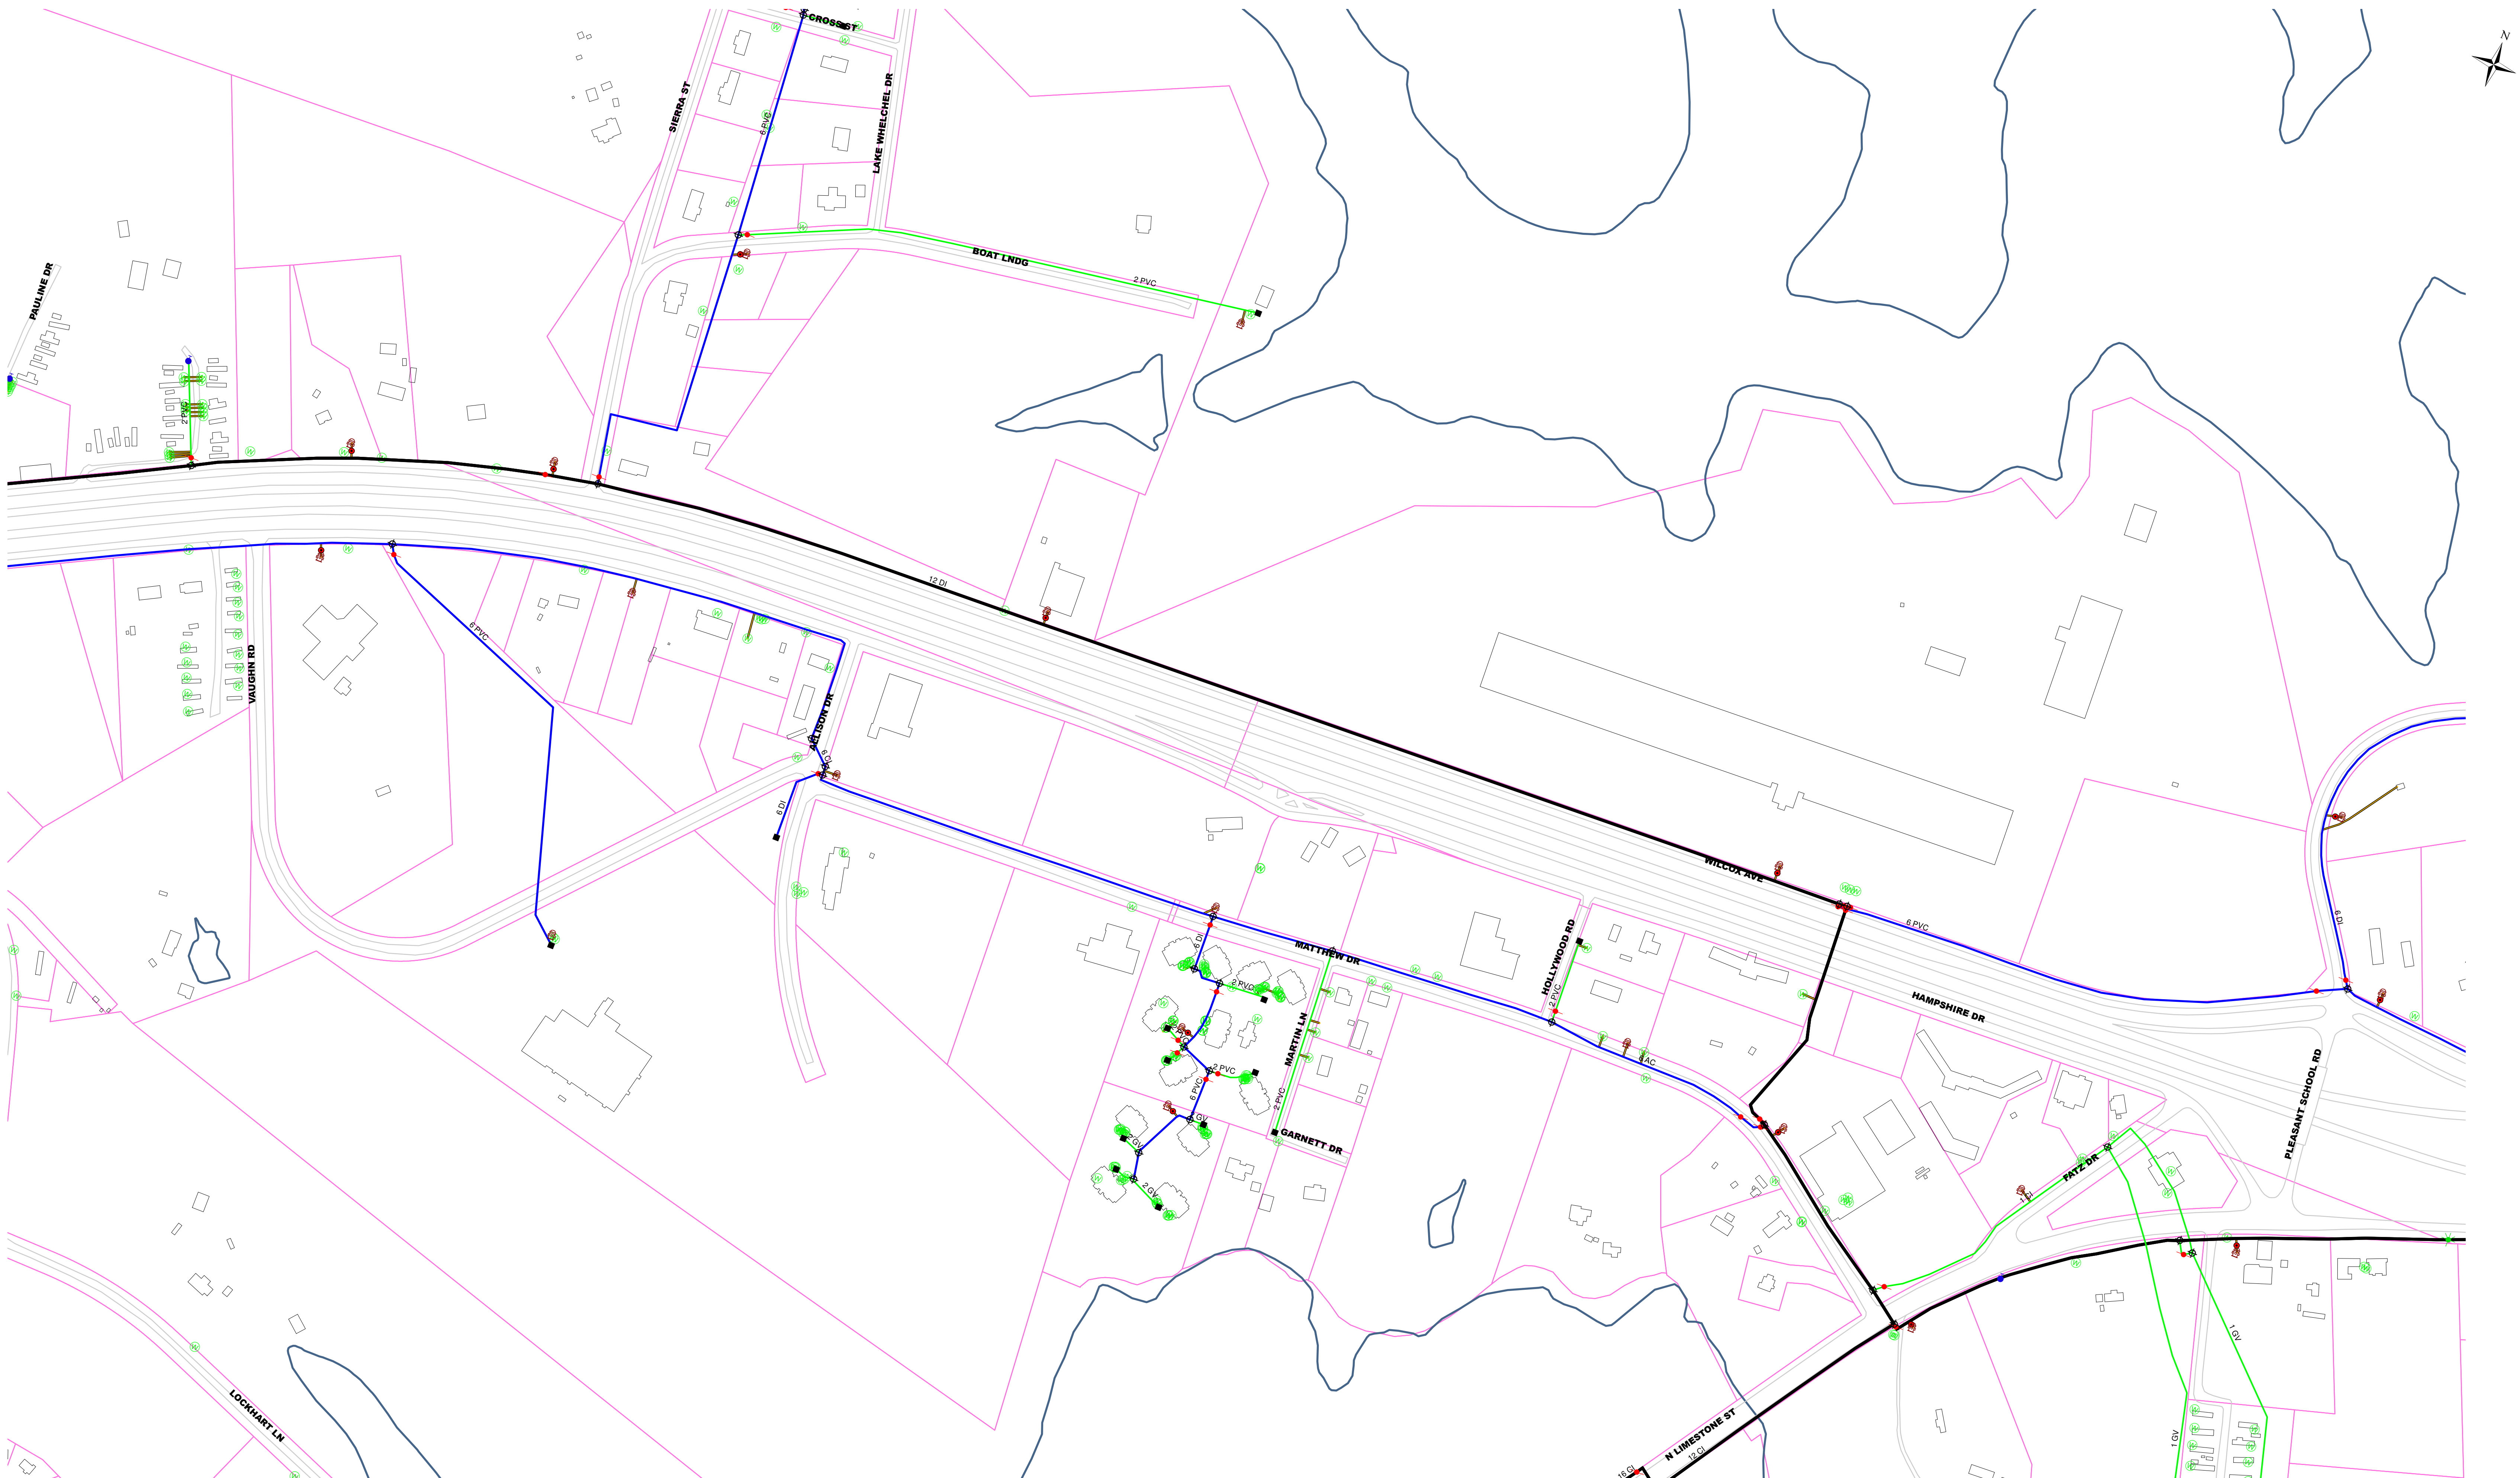 N
CROSS ST
SIERRA ST
LAKE WHELCHEL DR
6 PVC
BOAT LNDG
2 PVC
PAULINE DR
2 PVC
12 DI
6 PVC
VAUGHN RD
ALLISON DR
6 CI
6 DI
WILCOX AVE
6 PVC
6 DI
6 DI
MATTHEW DR
HOLLYWOOD RD
2 PVC
2 PVC
HAMPSHIRE DR
MARTIN LN
6 AC
2 PVC
6 PVC
2 PVC
PLEASANT SCHOOL RD
GV
GARNETT DR
2 GV
FATZ DR
1 CI
2 GV
1 GV
LOCKHART LN
N LIMESTONE ST
12 CI
1 GV
16 CI